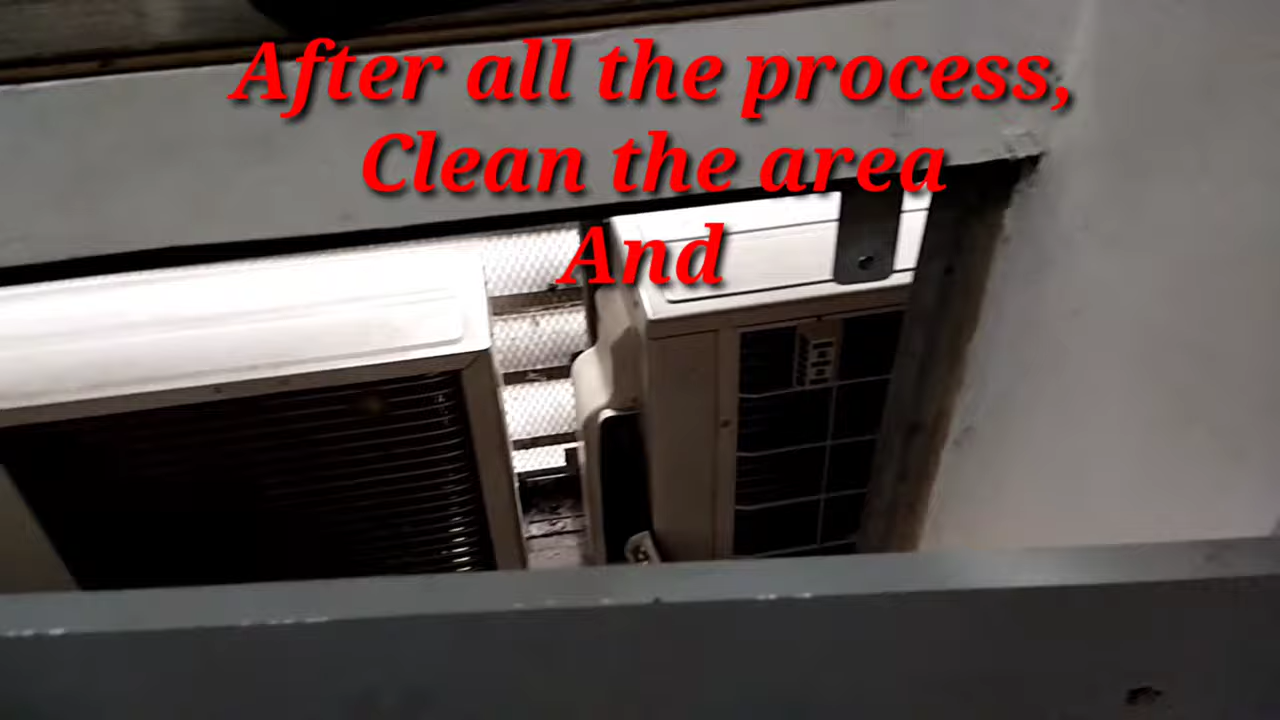 After all the process,
Clean the area
And